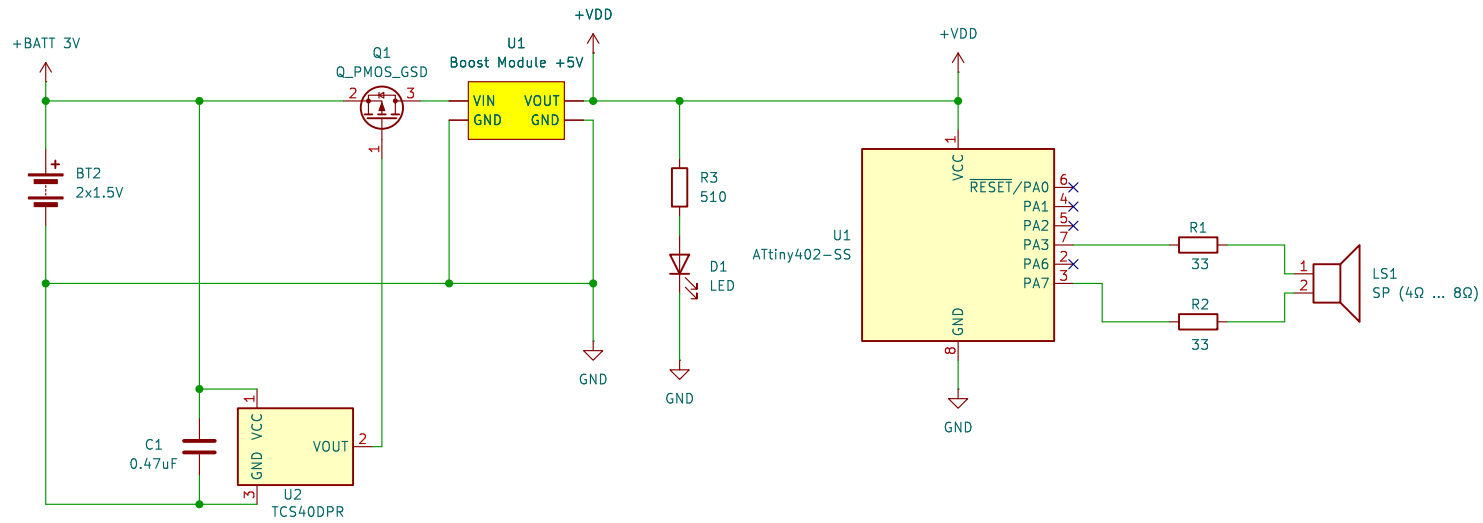 +BATT 3V
BT2
2x1.5V
+
Q1
Q_PMOS_GSD
2
3
1
U1
Boost Module +5V
VIN
GND
VOUT
GND
+VDD
GND
R3
510
D1
LED
GND
C1
0.47uF
1
VCC
GND
3
VOUT
2
U2
TCS40DPR
+VDD
1
VCC
U1
ATtiny402-SS
RESET/PA0
6
PA1
4
PA2
5
PA3
7
PA6
2
PA7
3
GND
8
GND
R1
33
R2
33
1
2
LS1
SP (4Ω ... 8Ω)